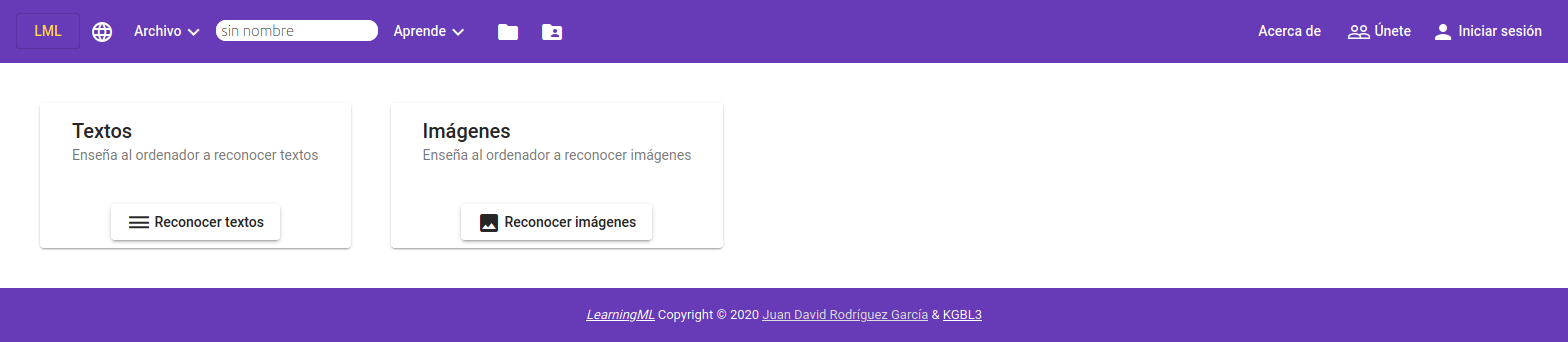 LML Archivo sin nombre Aprende Acerca de Únete Iniciar sesión
Textos
Enseña al ordenador a reconocer textos
Reconocer textos
Imágenes
Enseña al ordenador a reconocer imágenes
Reconocer imágenes
LearningML Copyright © 2020 Juan David Rodríguez García & KGBL3